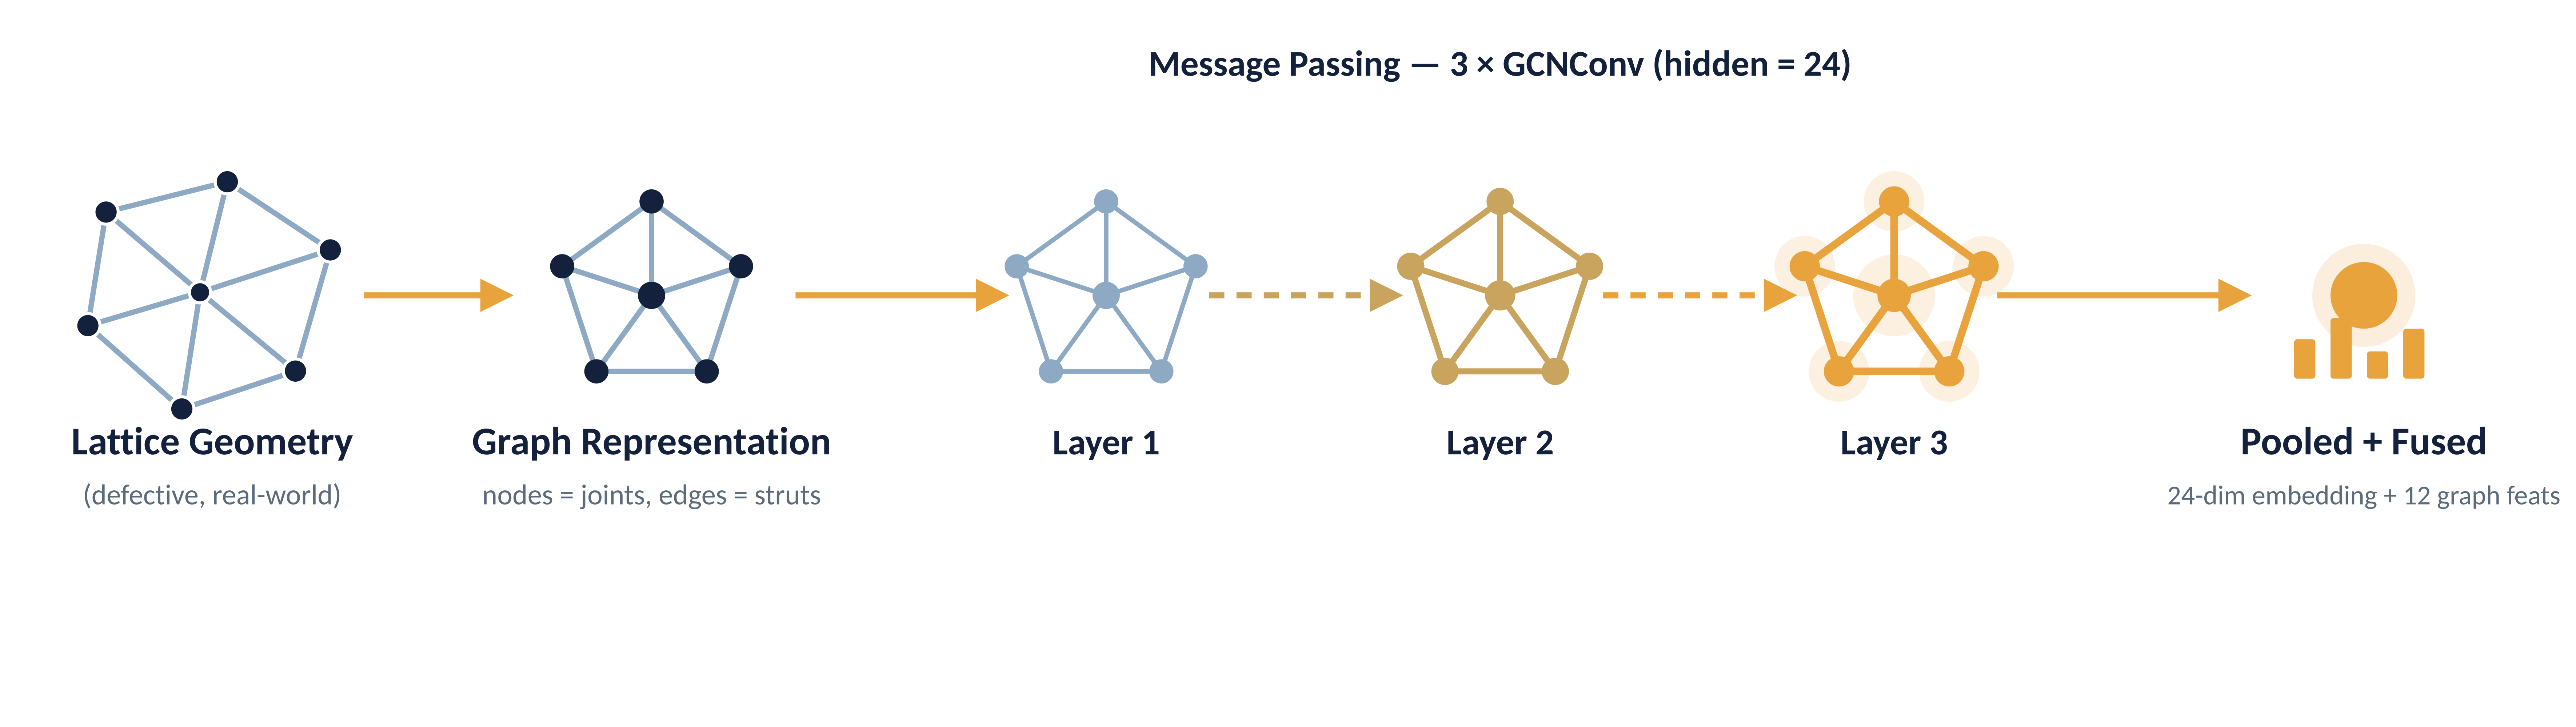 Message Passing — 3 × GCNConv (hidden = 24)
Lattice Geometry
(defective, real-world)
Graph Representation
nodes = joints, edges = struts
Layer 1
Layer 2
Layer 3
Pooled + Fused
24-dim embedding + 12 graph feats